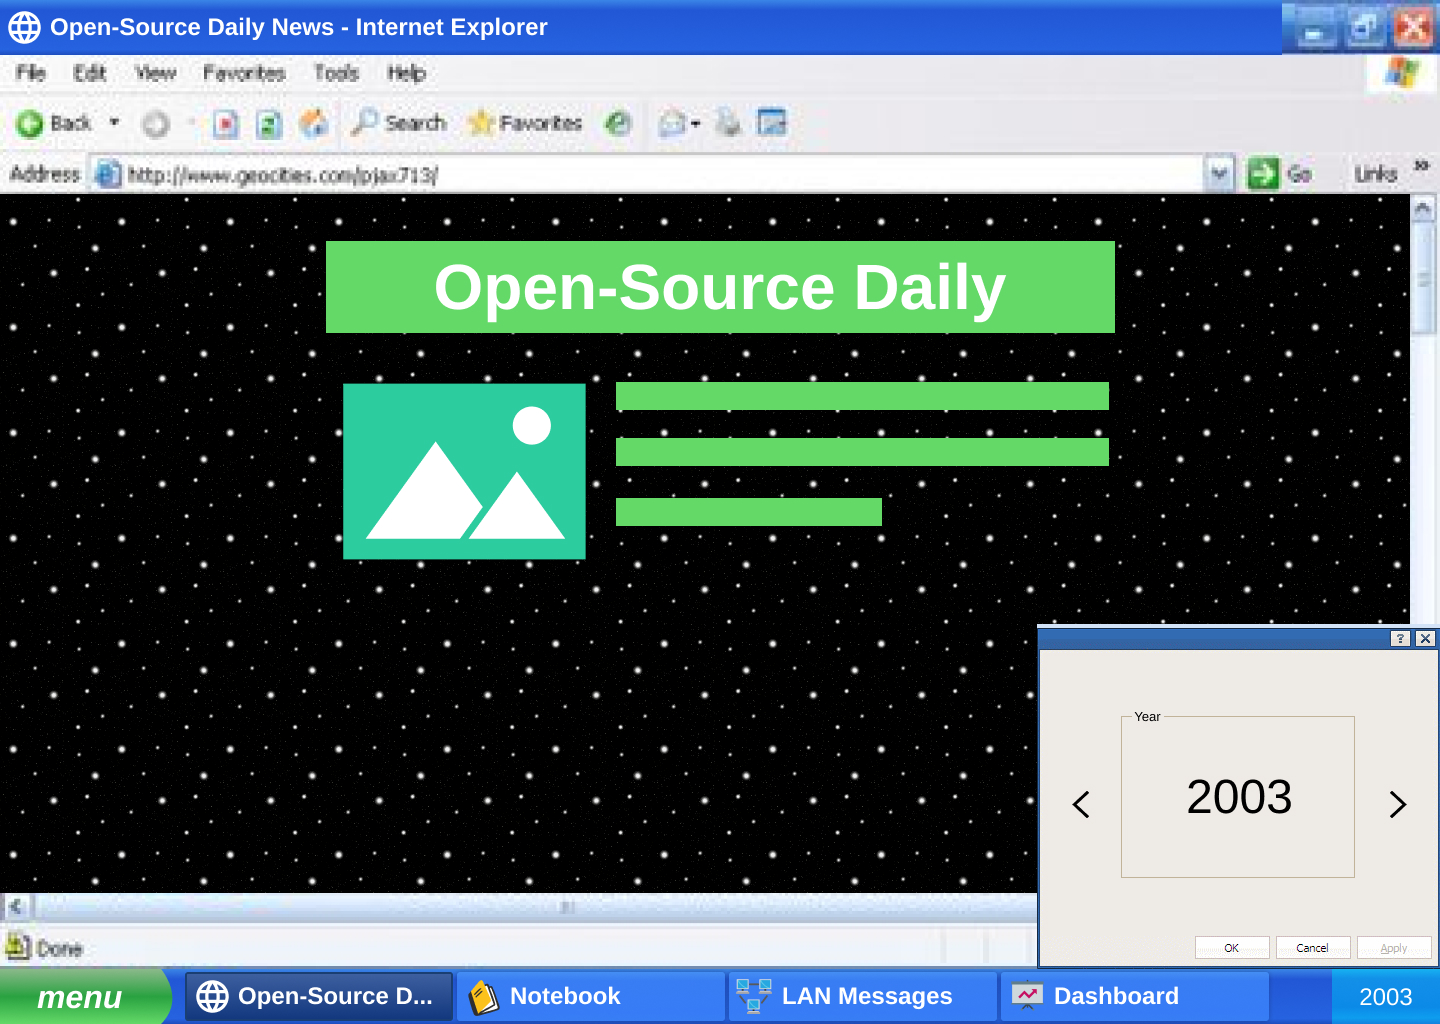 Open-Source Daily News - Internet Explorer
File Edit View Favorites Tools Help
Back Search Favorites
Address http://www.geocities.com/pjax713/ Go Links »
Open-Source Daily
?
Year
2003
OK Cancel Apply
Done
menu Open-Source D... Notebook LAN Messages Dashboard 2003